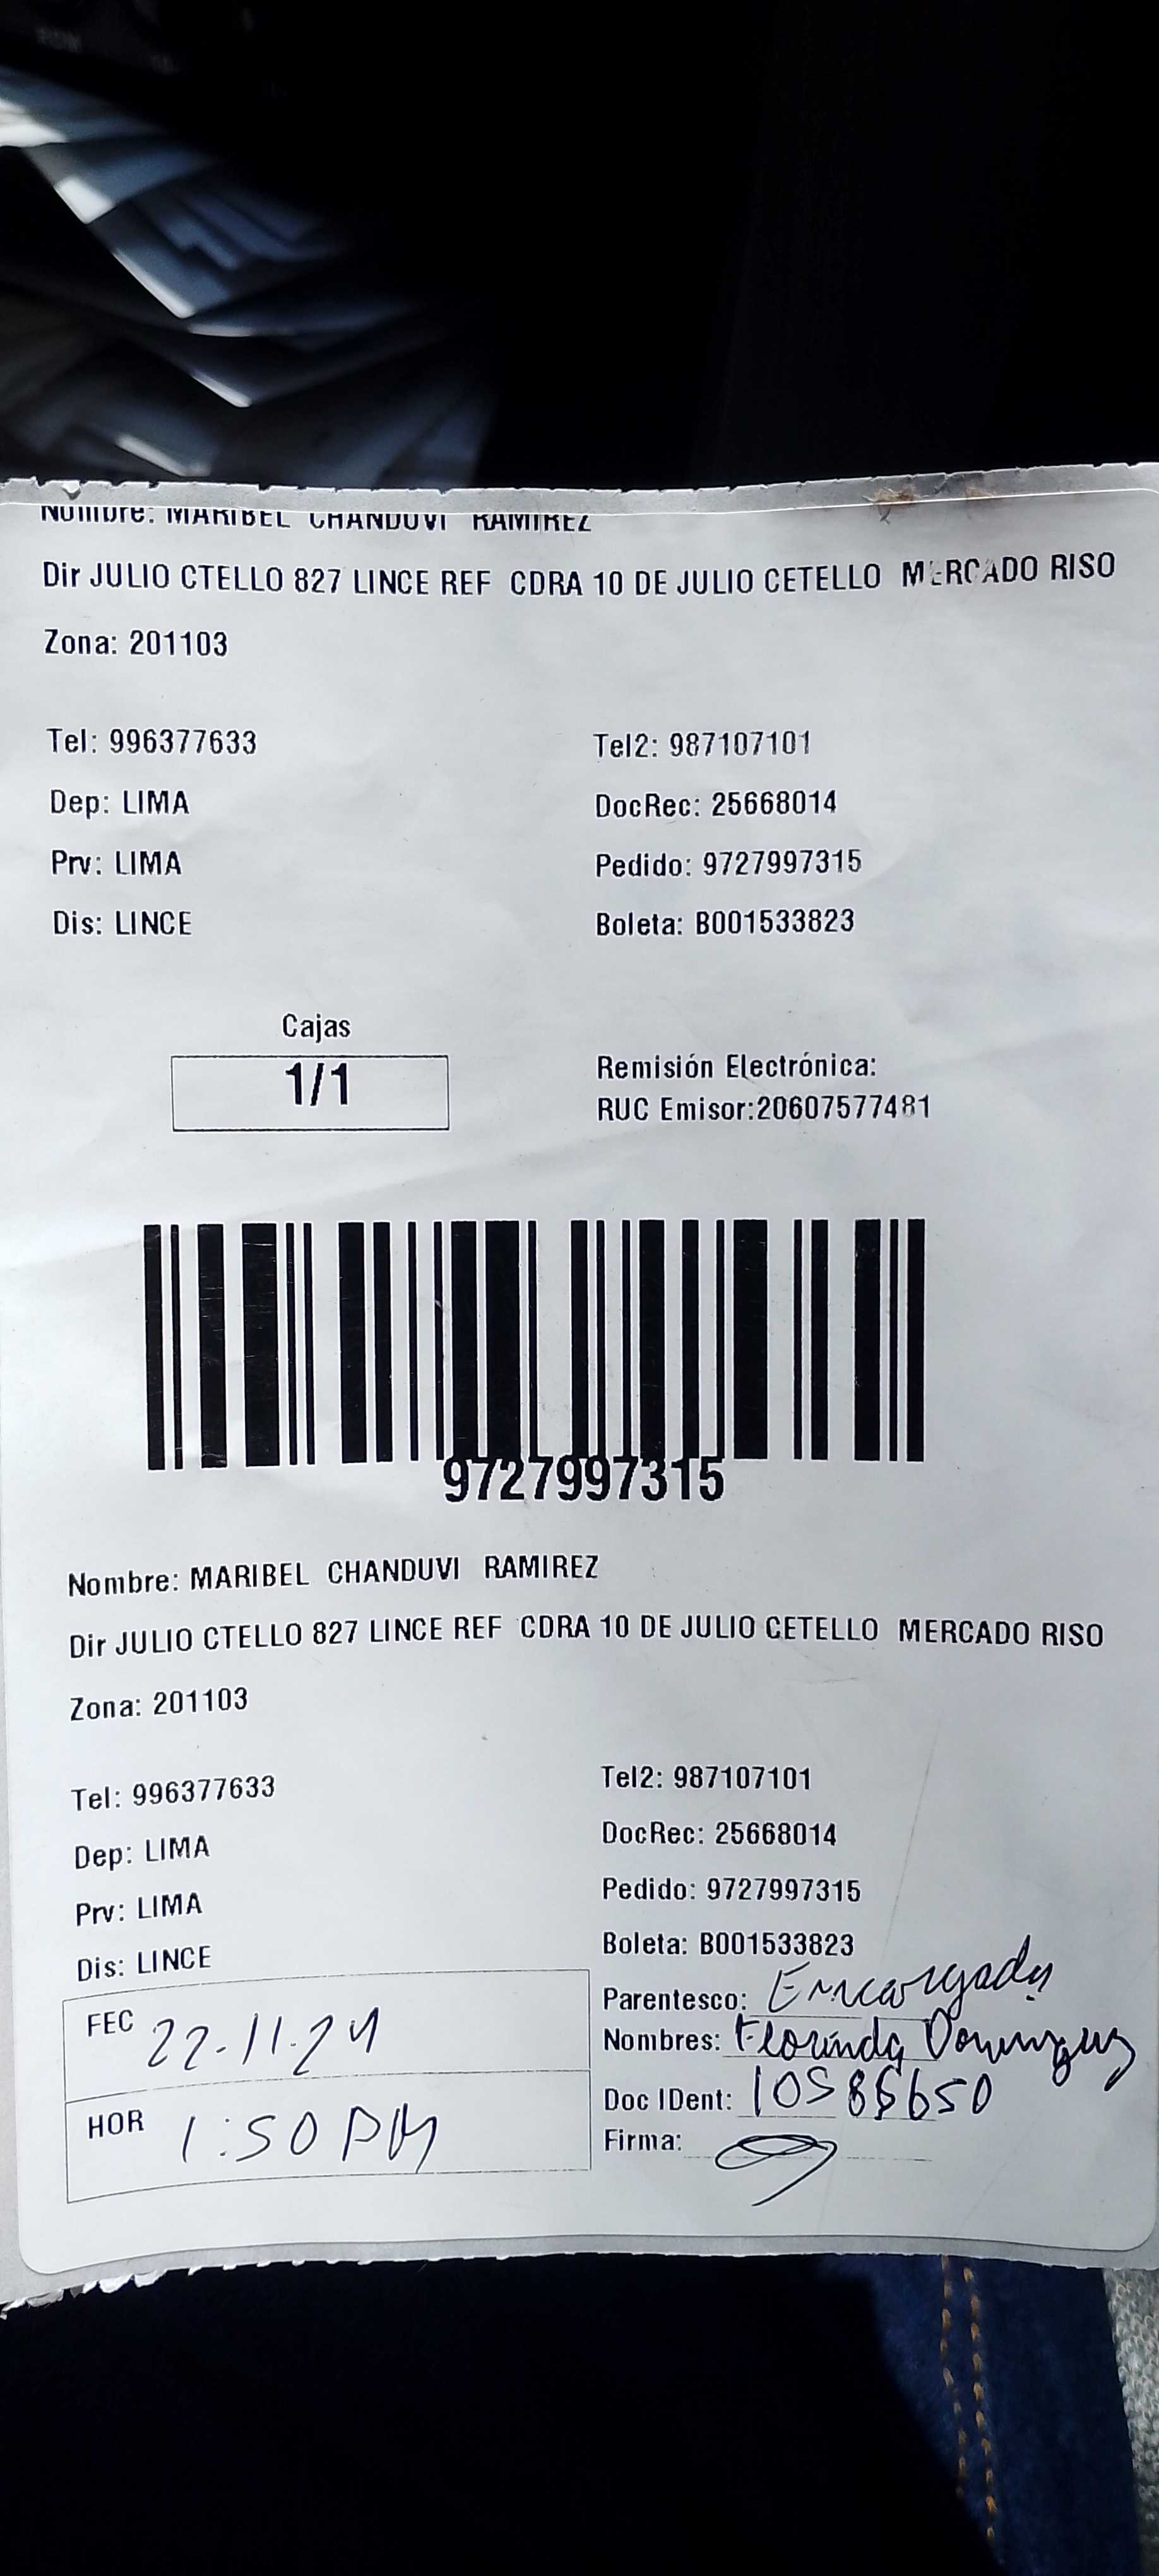 Nombre: MARIBEL CHANDUVI RAMIREZ
Dir JULIO CTELLO 827 LINCE REF CDRA 10 DE JULIO CETELLO MERCADO RISO
Zona: 201103
Tel: 996377633 Tel2: 987107101
Dep: LIMA DocRec: 25668014
Prv: LIMA Pedido: 9727997315
Dis: LINCE Boleta: B001533823
Cajas
1/1
Remisión Electrónica:
RUC Emisor:20607577481
9727997315
Nombre: MARIBEL CHANDUVI RAMIREZ
Dir JULIO CTELLO 827 LINCE REF CDRA 10 DE JULIO CETELLO MERCADO RISO
Zona: 201103
Tel: 996377633 Tel2: 987107101
Dep: LIMA DocRec: 25668014
Prv: LIMA Pedido: 9727997315
Dis: LINCE Boleta: B001533823
FEC 22-11-24
HOR 1:50 PM
Parentesco: Encargada
Nombres: Florinda Dominguez
Doc IDent:
Firma: